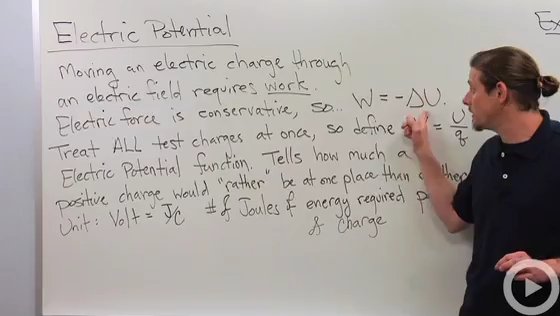 Electric Potential
Ex
Moving an electric charge through
an electric field requires work.
Electric force is conservative, so... W = -ΔU.
Treat ALL test charges at once, so define = U/q
Electric Potential function. Tells how much a
positive charge would "rather" be at one place than
Unit: Volt = J/C # of Joules of energy required
of charge